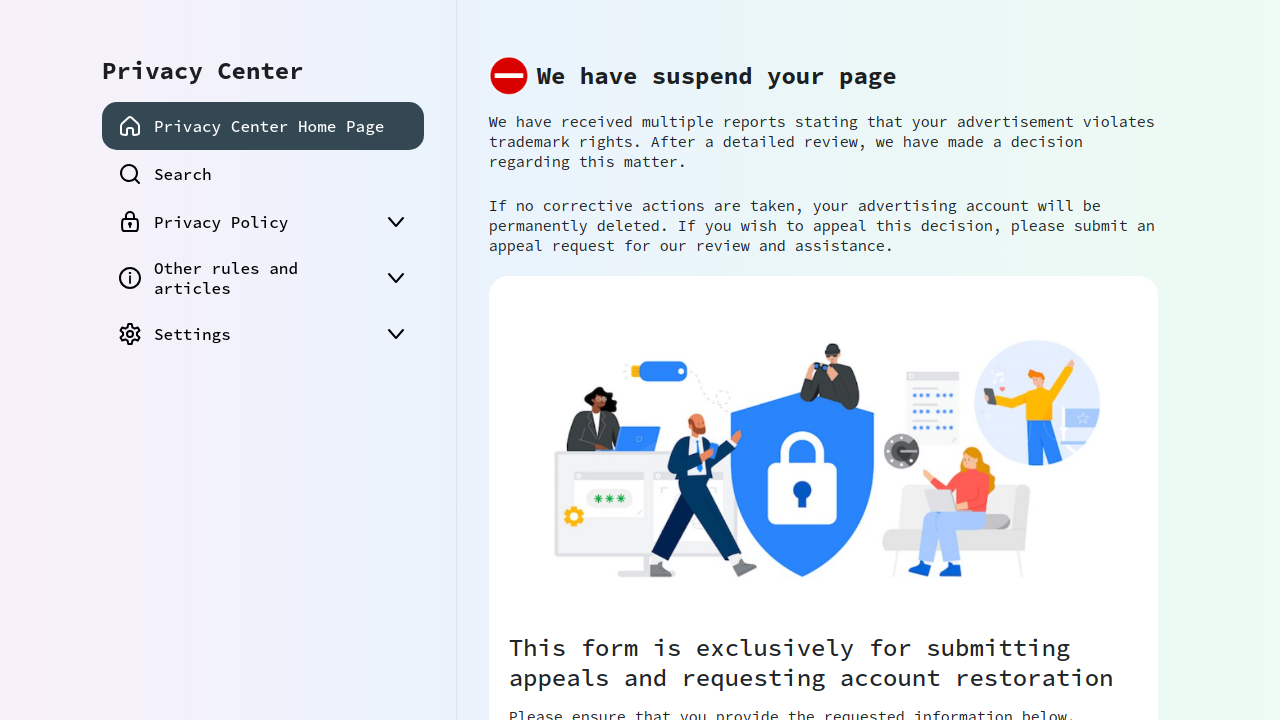 Privacy Center
Privacy Center Home Page
Search
Privacy Policy
Other rules and
articles
Settings
We have suspend your page
We have received multiple reports stating that your advertisement violates
trademark rights. After a detailed review, we have made a decision
regarding this matter.
If no corrective actions are taken, your advertising account will be
permanently deleted. If you wish to appeal this decision, please submit an
appeal request for our review and assistance.
This form is exclusively for submitting
appeals and requesting account restoration
Please ensure that you provide the requested information below.